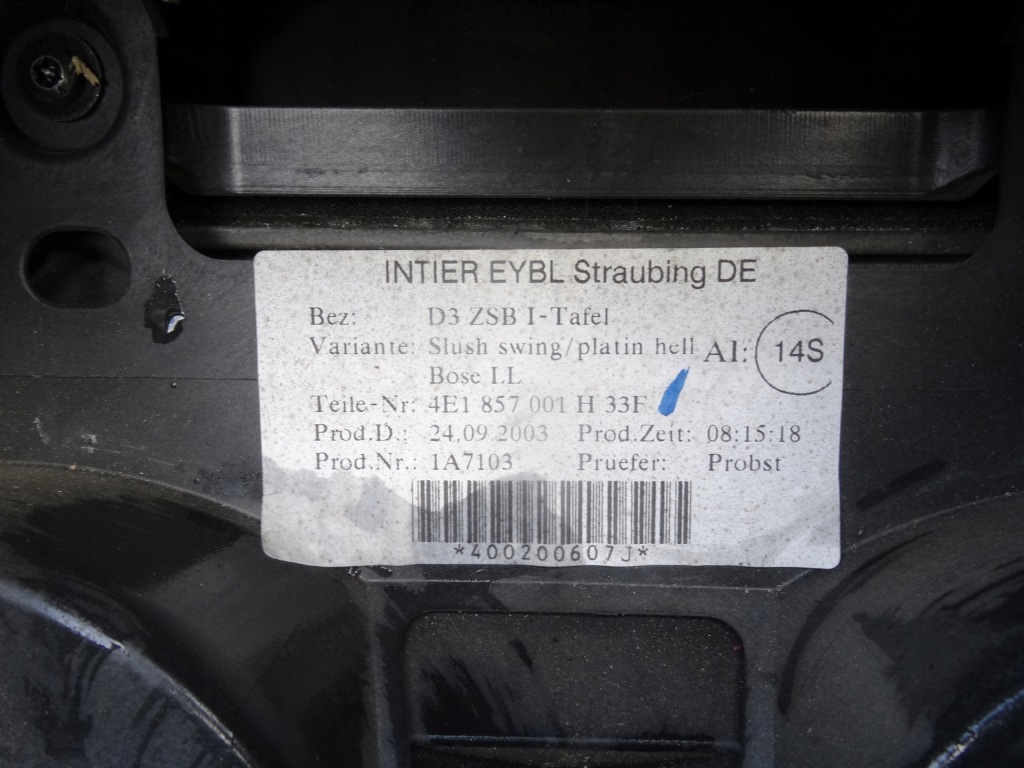 INTIER EYBL Straubing DE
Bez: D3 ZSB I-Tafel
Variante: Slush swing/platin hell AI: 14S
Bose LL
Teile-Nr: 4E1 857 001 H 33F
Prod.D.: 24.09.2003 Prod.Zeit: 08:15:18
Prod.Nr.: 1A7103 Pruefer: Probst
*400200607J*